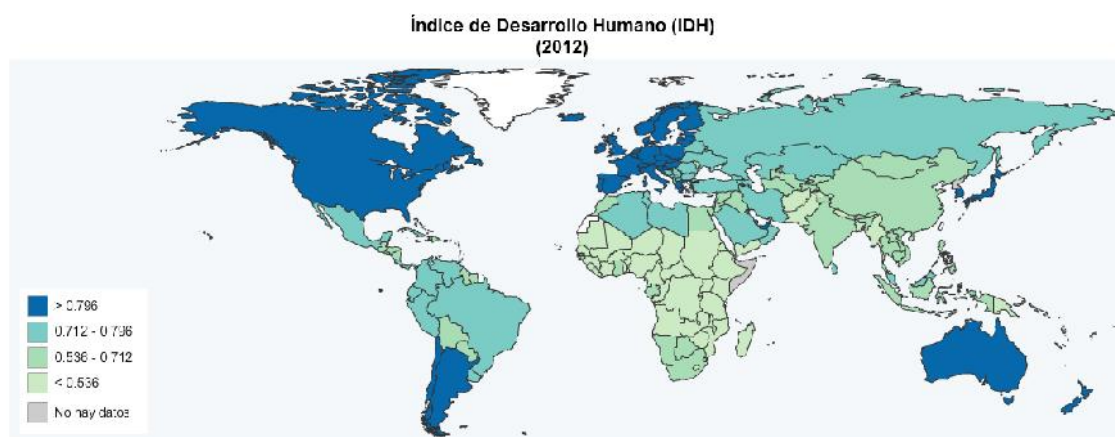 Índice de Desarrollo Humano (IDH)
(2012)
> 0.796
0.712 - 0.796
0.536 - 0.712
< 0.536
No hay datos